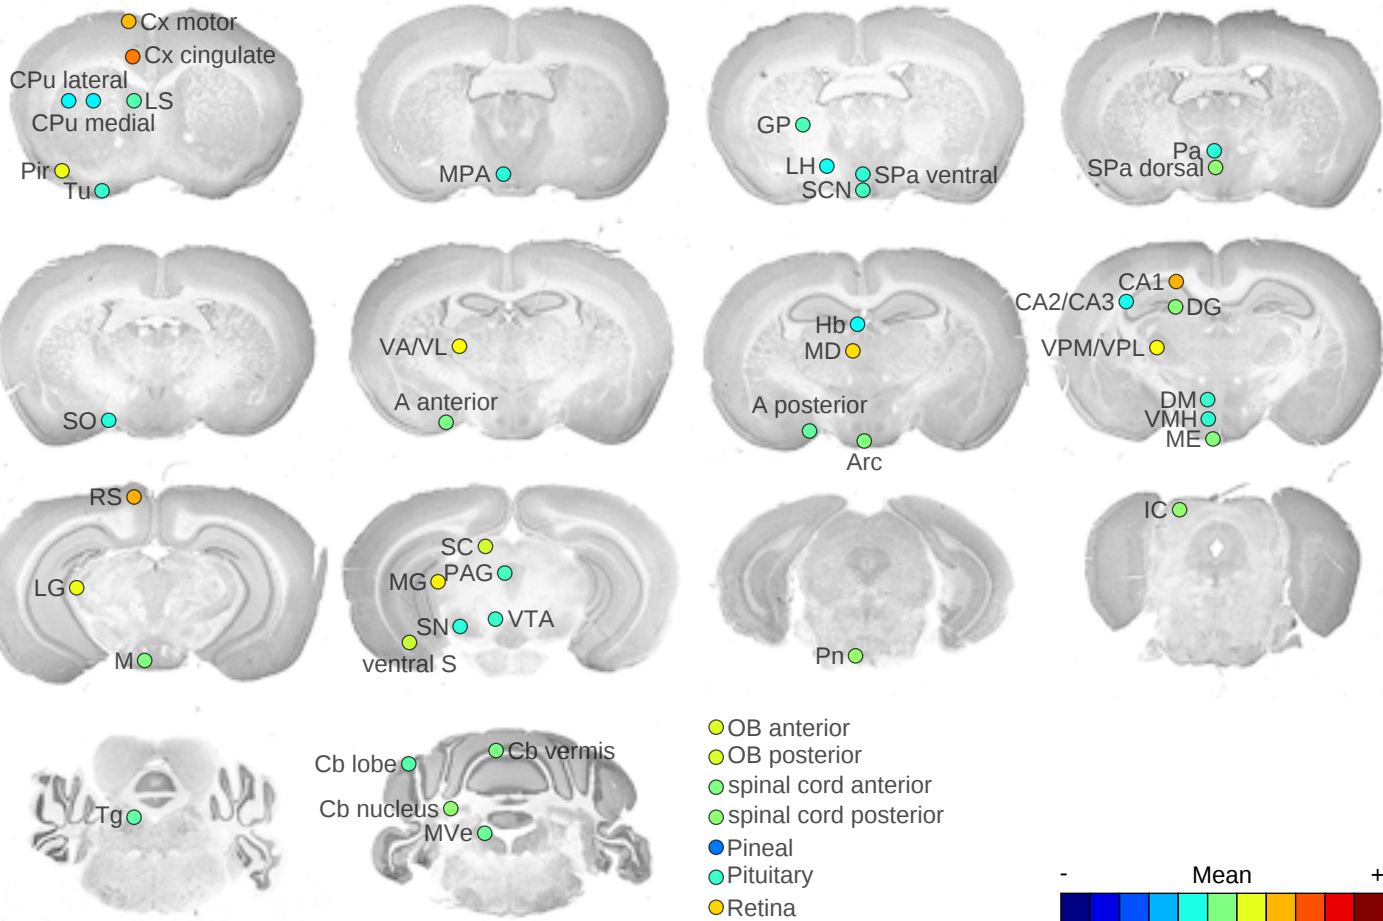 Cx motor
Cx cingulate
CPu lateral
LS
CPu medial
Pir
Tu
MPA
GP
LH
SPa ventral
SCN
Pa
SPa dorsal
SO
VA/VL
A anterior
Hb
MD
A posterior
Arc
CA1
CA2/CA3
DG
VPM/VPL
DM
VMH
ME
RS
LG
M
SC
MG
PAG
SN
VTA
ventral S
Pn
IC
Tg
Cb lobe
Cb vermis
Cb nucleus
MVe
OB anterior
OB posterior
spinal cord anterior
spinal cord posterior
Pineal
Pituitary
Retina
- Mean +